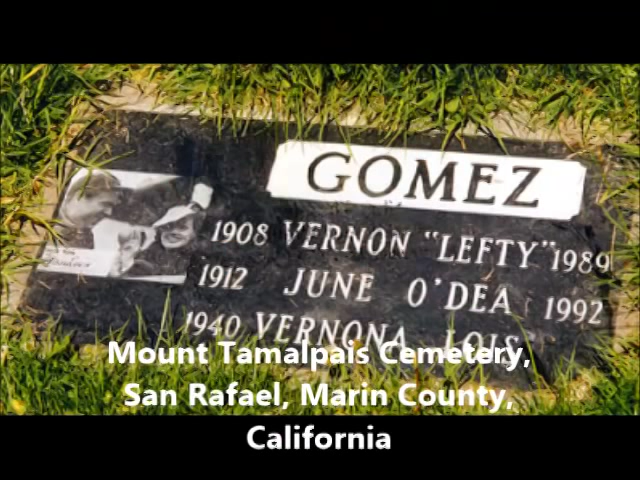 GOMEZ
1908 VERNON "LEFTY" 1989
1912 JUNE O'DEA 1992
1940 VERNONA LOIS
Mount Tamalpais Cemetery,
San Rafael, Marin County,
California